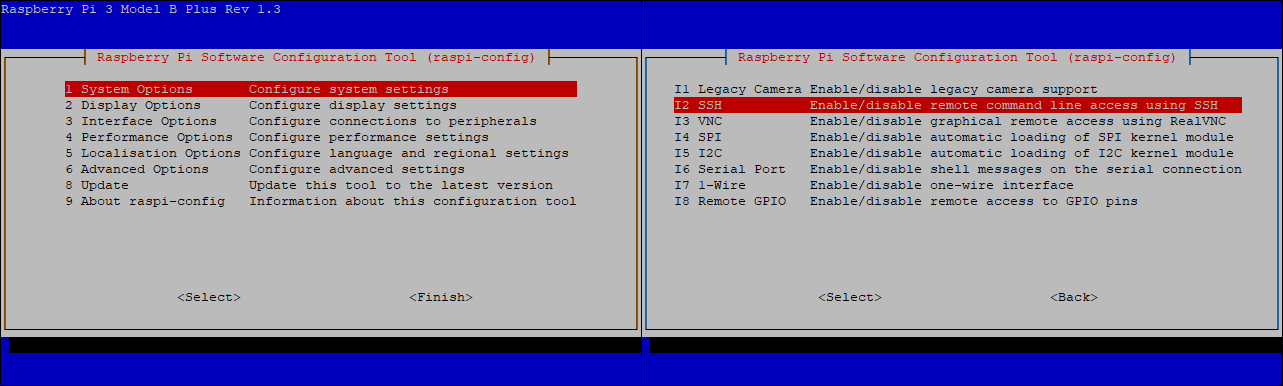 Raspberry Pi 3 Model B Plus Rev 1.3
Raspberry Pi Software Configuration Tool (raspi-config)
1 System Options Configure system settings
2 Display Options Configure display settings
3 Interface Options Configure connections to peripherals
4 Performance Options Configure performance settings
5 Localisation Options Configure language and regional settings
6 Advanced Options Configure advanced settings
8 Update Update this tool to the latest version
9 About raspi-config Information about this configuration tool
<Select> <Finish>
Raspberry Pi Software Configuration Tool (raspi-config)
I1 Legacy Camera Enable/disable legacy camera support
I2 SSH Enable/disable remote command line access using SSH
I3 VNC Enable/disable graphical remote access using RealVNC
I4 SPI Enable/disable automatic loading of SPI kernel module
I5 I2C Enable/disable automatic loading of I2C kernel module
I6 Serial Port Enable/disable shell messages on the serial connection
I7 1-Wire Enable/disable one-wire interface
I8 Remote GPIO Enable/disable remote access to GPIO pins
<Select> <Back>